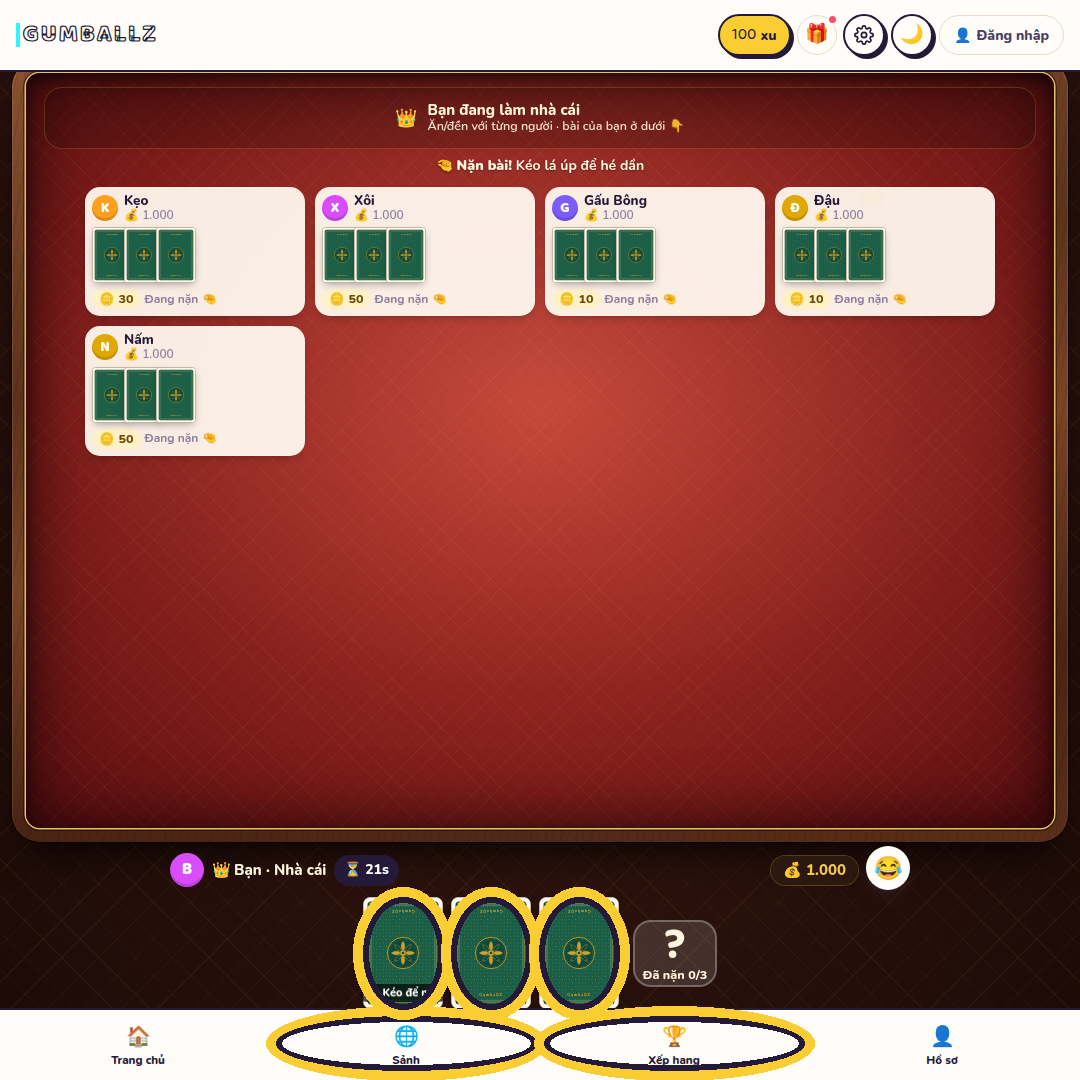 GUMBALLZ
100 xu
Đăng nhập
Bạn đang làm nhà cái
Ăn/đền với từng người · bài của bạn ở dưới
Nặn bài! Kéo lá úp để hé dần
K
Kẹo
1.000
30 Đang nặn
X
Xôi
1.000
50 Đang nặn
G
Gấu Bông
1.000
10 Đang nặn
Đ
Đậu
1.000
10 Đang nặn
N
Nấm
1.000
50 Đang nặn
B
Bạn · Nhà cái
21s
1.000
Kéo để n
?
Đã nặn 0/3
Trang chủ
Sảnh
Xếp hạng
Hồ sơ